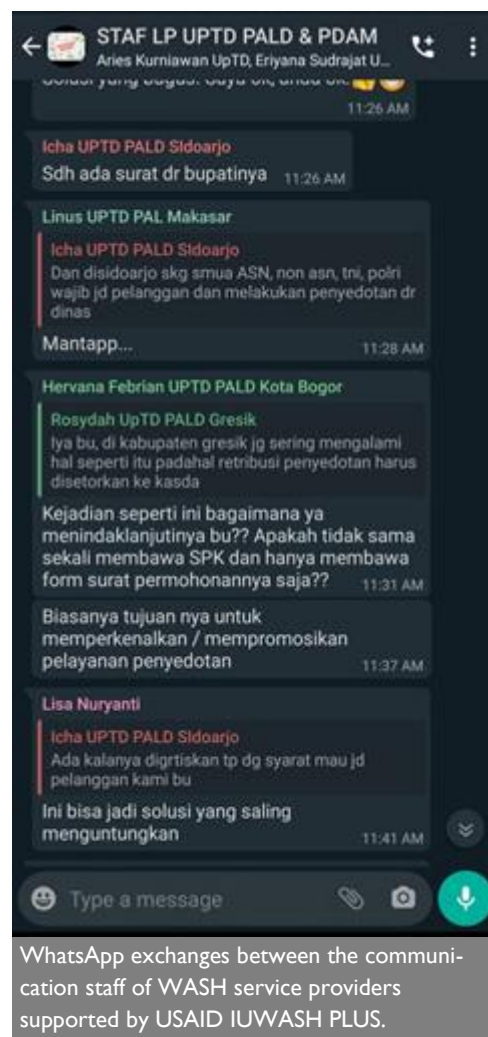 STAF LP UPTD PALD & PDAM
Aries Kurniawan UpTD, Eriyana Sudrajat U...
Solusi yang bagus. Saya ok, anda ok.
11:26 AM
Icha UPTD PALD SIdoarjo
Sdh ada surat dr bupatinya 11:26 AM
Linus UPTD PAL Makasar
Icha UPTD PALD SIdoarjo
Dan disidoarjo skg smua ASN, non asn, tni, polri
wajib jd pelanggan dan melakukan penyedotan dr
dinas
Mantapp...
11:28 AM
Hervana Febrian UPTD PALD Kota Bogor
Rosydah UpTD PALD Gresik
Iya bu, di kabupaten gresik jg sering mengalami
hal seperti itu padahal retribusi penyedotan harus
disetorkan ke kasda
Kejadian seperti ini bagaimana ya
menindaklanjutinya bu?? Apakah tidak sama
sekali membawa SPK dan hanya membawa
form surat permohonannya saja?? 11:31 AM
Biasanya tujuan nya untuk
memperkenalkan / mempromosikan
pelayanan penyedotan
11:37 AM
Lisa Nuryanti
Icha UPTD PALD SIdoarjo
Ada kalanya digrtiskan tp dg syarat mau jd
pelanggan kami bu
Ini bisa jadi solusi yang saling
menguntungkan
11:41 AM
Type a message
WhatsApp exchanges between the communi-
cation staff of WASH service providers
supported by USAID IUWASH PLUS.